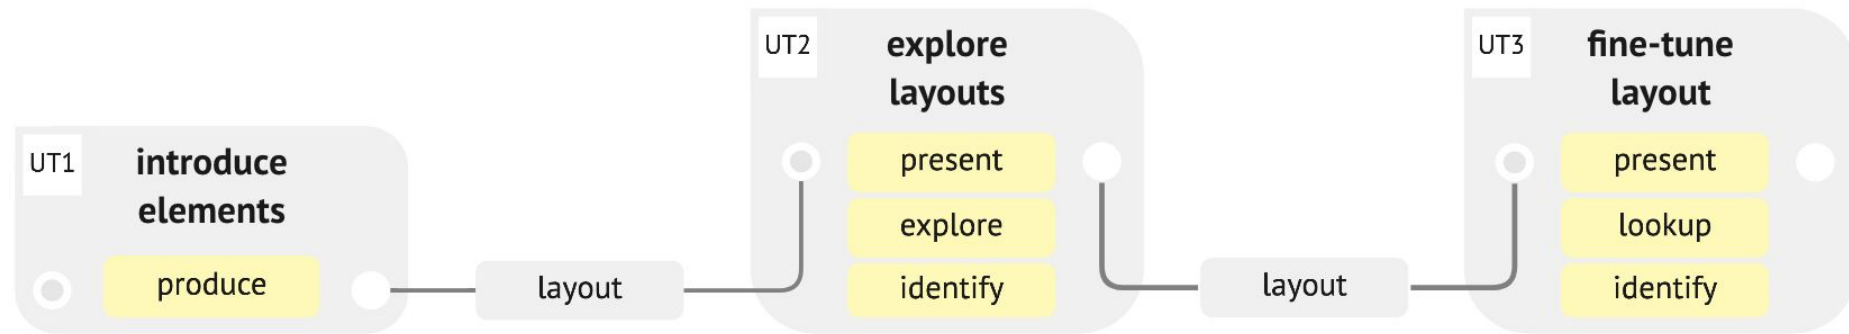 UT1
introduce
elements
produce
layout
UT2
explore
layouts
present
explore
identify
layout
UT3
fine-tune
layout
present
lookup
identify